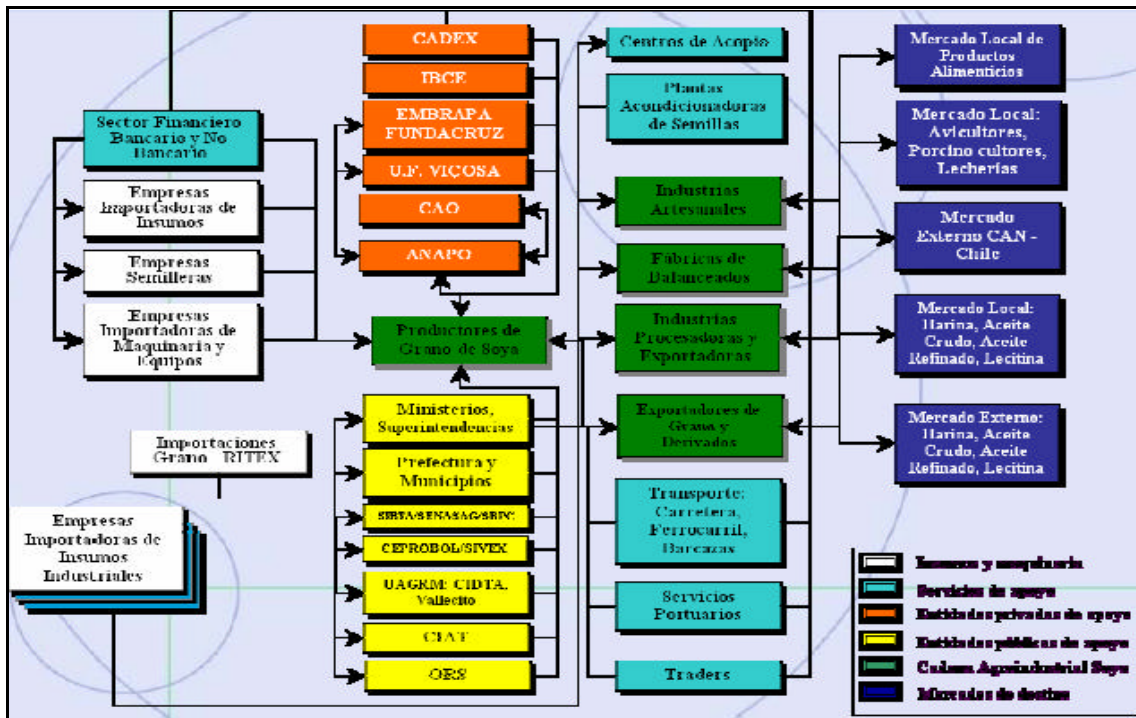 CADEX
IBCE
EMBRAPA
FUNDACRUZ
U.F. VIÇOSA
CAO
ANAPO
Sector Financiero
Bancario y No
Bancario
Empresas
Importadoras de
Insumos
Empresas
Semilleras
Empresas
Importadoras de
Maquinaria y
Equipos
Productores de
Grano de Soya
Importaciones
Grano - RITEX
Empresas
Importadoras de
Insumos
Industriales
Ministerios,
Superintendencias
Prefectura y
Municipios
SIBTA/SENASAG/SBPC
CEPROBOL/SIVEX
UAGRM: CIDTA,
Vallecito
CIAT
ORS
Centros de Acopio
Plantas
Acondicionadoras
de Semillas
Industrias
Artesanales
Fábricas de
Balanceados
Industrias
Procesadoras y
Exportadoras
Exportadores de
Grano y
Derivados
Transporte:
Carretera,
Ferrocarril,
Barcazas
Servicios
Portuarios
Traders
Mercado Local de
Productos
Alimenticios
Mercado Local:
Avicultores,
Porcino cultores,
Lecherías
Mercado
Externo CAN -
Chile
Mercado Local:
Harina, Aceite
Crudo, Aceite
Refinado, Lecitina
Mercado Externo:
Harina, Aceite
Crudo, Aceite
Refinado, Lecitina
Insumos y maquinaria
Servicios de apoyo
Entidades privadas de apoyo
Entidades públicas de apoyo
Cadena Agroindustrial Soya
Mercados de destino